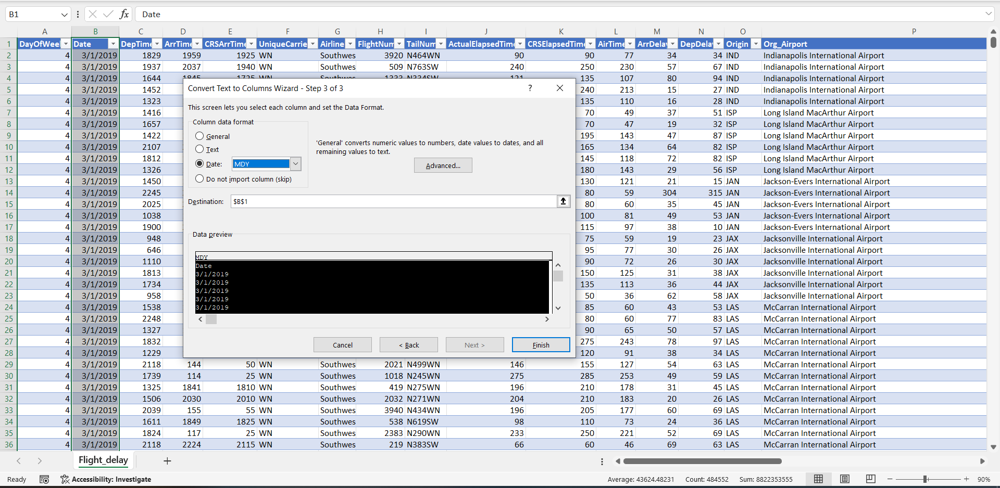 B1 fx Date
A B C D E F G H I J K L M N O P
1 DayOfWeel Date DepTime ArrTime CRSArrTime UniqueCarrie Airline FlightNum TailNum ActualElapsedTime CRSElapsedTime AirTime ArrDelay DepDelay Origin Org_Airport
2 4 3/1/2019 1829 1959 1925 WN Southwes 3920 N464WN 90 90 77 34 34 IND Indianapolis International Airport
3 4 3/1/2019 1937 2037 1940 WN Southwes 509 N763SW 240 250 230 57 67 IND Indianapolis International Airport
4 4 3/1/2019 1644 1845 1725 WN Southwes 1333 N334SW 121 135 107 80 94 IND Indianapolis International Airport
5 4 3/1/2019 1452 240 213 15 27 IND Indianapolis International Airport
6 4 3/1/2019 1323 135 110 16 28 IND Indianapolis International Airport
7 4 3/1/2019 1416 70 49 37 51 ISP Long Island MacArthur Airport
8 4 3/1/2019 1657 70 47 19 32 ISP Long Island MacArthur Airport
9 4 3/1/2019 1422 195 143 47 87 ISP Long Island MacArthur Airport
10 4 3/1/2019 2107 165 134 64 82 ISP Long Island MacArthur Airport
11 4 3/1/2019 1812 145 118 72 82 ISP Long Island MacArthur Airport
12 4 3/1/2019 1326 180 143 29 56 ISP Long Island MacArthur Airport
13 4 3/1/2019 1450 130 121 21 15 JAN Jackson-Evers International Airport
14 4 3/1/2019 2245 80 59 304 315 JAN Jackson-Evers International Airport
15 4 3/1/2019 2025 80 60 35 45 JAN Jackson-Evers International Airport
16 4 3/1/2019 1038 100 81 49 53 JAN Jackson-Evers International Airport
17 4 3/1/2019 1900 115 97 38 10 JAN Jackson-Evers International Airport
18 4 3/1/2019 948 75 59 19 23 JAX Jacksonville International Airport
19 4 3/1/2019 646 95 77 30 26 JAX Jacksonville International Airport
20 4 3/1/2019 1110 90 72 26 30 JAX Jacksonville International Airport
21 4 3/1/2019 1813 150 125 31 38 JAX Jacksonville International Airport
22 4 3/1/2019 1734 135 113 36 44 JAX Jacksonville International Airport
23 4 3/1/2019 958 50 36 62 58 JAX Jacksonville International Airport
24 4 3/1/2019 1538 85 60 43 53 LAS McCarran International Airport
25 4 3/1/2019 2248 80 60 77 83 LAS McCarran International Airport
26 4 3/1/2019 1327 90 65 50 57 LAS McCarran International Airport
27 4 3/1/2019 1832 275 243 78 97 LAS McCarran International Airport
28 4 3/1/2019 1229 120 91 38 34 LAS McCarran International Airport
29 4 3/1/2019 2118 144 50 WN Southwes 2021 N499WN 146 155 127 54 63 LAS McCarran International Airport
30 4 3/1/2019 1739 114 25 WN Southwes 1018 N245WN 275 285 253 49 59 LAS McCarran International Airport
31 4 3/1/2019 1325 1841 1810 WN Southwes 419 N275WN 196 210 178 31 45 LAS McCarran International Airport
32 4 3/1/2019 1506 2030 2010 WN Southwes 2032 N271WN 204 210 183 20 26 LAS McCarran International Airport
33 4 3/1/2019 2039 155 55 WN Southwes 3940 N434WN 196 205 177 60 69 LAS McCarran International Airport
34 4 3/1/2019 1611 1849 1825 WN Southwes 538 N619SW 98 110 73 24 36 LAS McCarran International Airport
35 4 3/1/2019 1824 117 25 WN Southwes 2383 N290WN 233 250 221 52 69 LAS McCarran International Airport
36 4 3/1/2019 2118 2224 2115 WN Southwes 219 N383SW 66 60 46 69 63 LAS McCarran International Airport
Convert Text to Columns Wizard - Step 3 of 3 ?
This screen lets you select each column and set the Data Format.
Column data format
General
Text
Date: MDY
Do not import column (skip)
'General' converts numeric values to numbers, date values to dates, and all
remaining values to text.
Advanced...
Destination: $B$1
Data preview
MDY
Date
3/1/2019
3/1/2019
3/1/2019
3/1/2019
3/1/2019
Cancel < Back Next > Finish
Flight_delay
Ready Accessibility: Investigate Average: 43624.48231 Count: 484552 Sum: 8822353555 90%